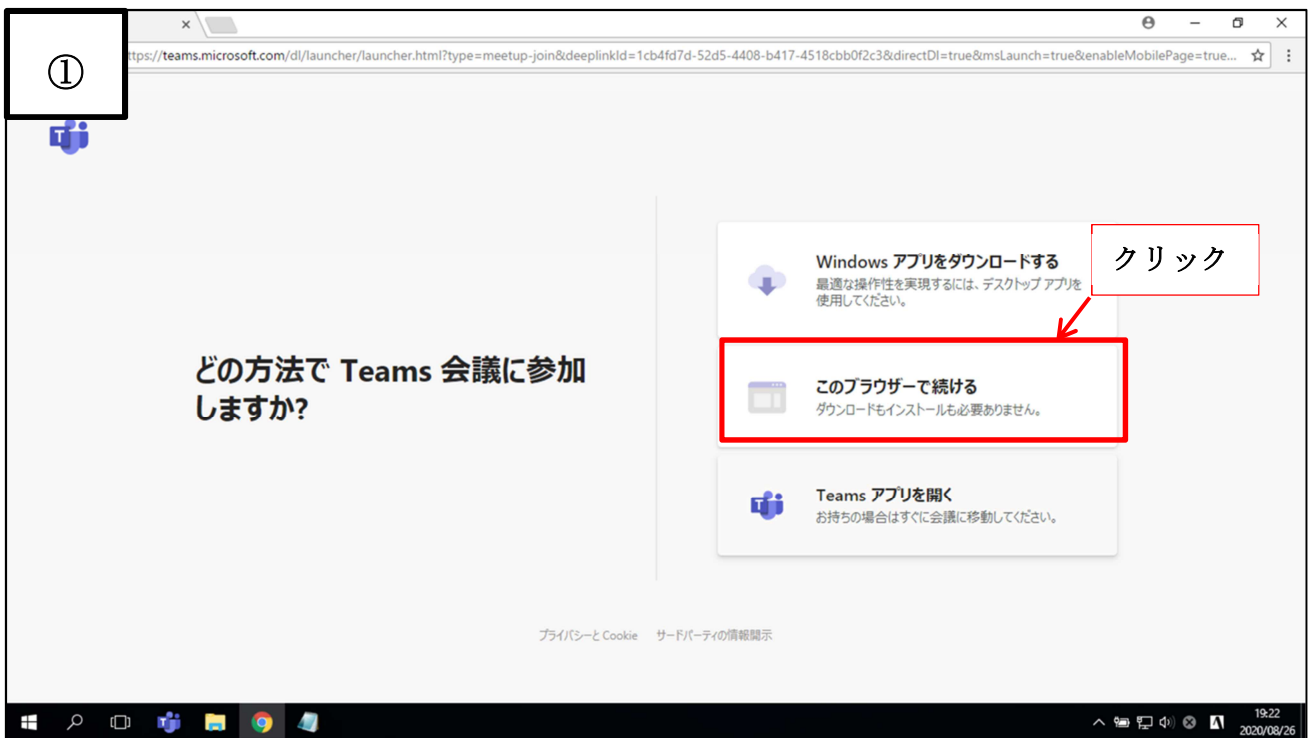 ①
ttps://teams.microsoft.com/dl/launcher/launcher.html?type=meetup-join&deeplinkId=1cb4fd7d-52d5-4408-b417-4518cbb0f2c3&directDl=true&msLaunch=true&enableMobilePage=true...
クリック
Windows アプリをダウンロードする
最適な操作性を実現するには、デスクトップ アプリを
使用してください。
どの方法で Teams 会議に参加
しますか?
このブラウザーで続ける
ダウンロードもインストールも必要ありません。
Teams アプリを開く
お持ちの場合はすぐに会議に移動してください。
プライバシーと Cookie サードパーティの情報開示
19:22
2020/08/26